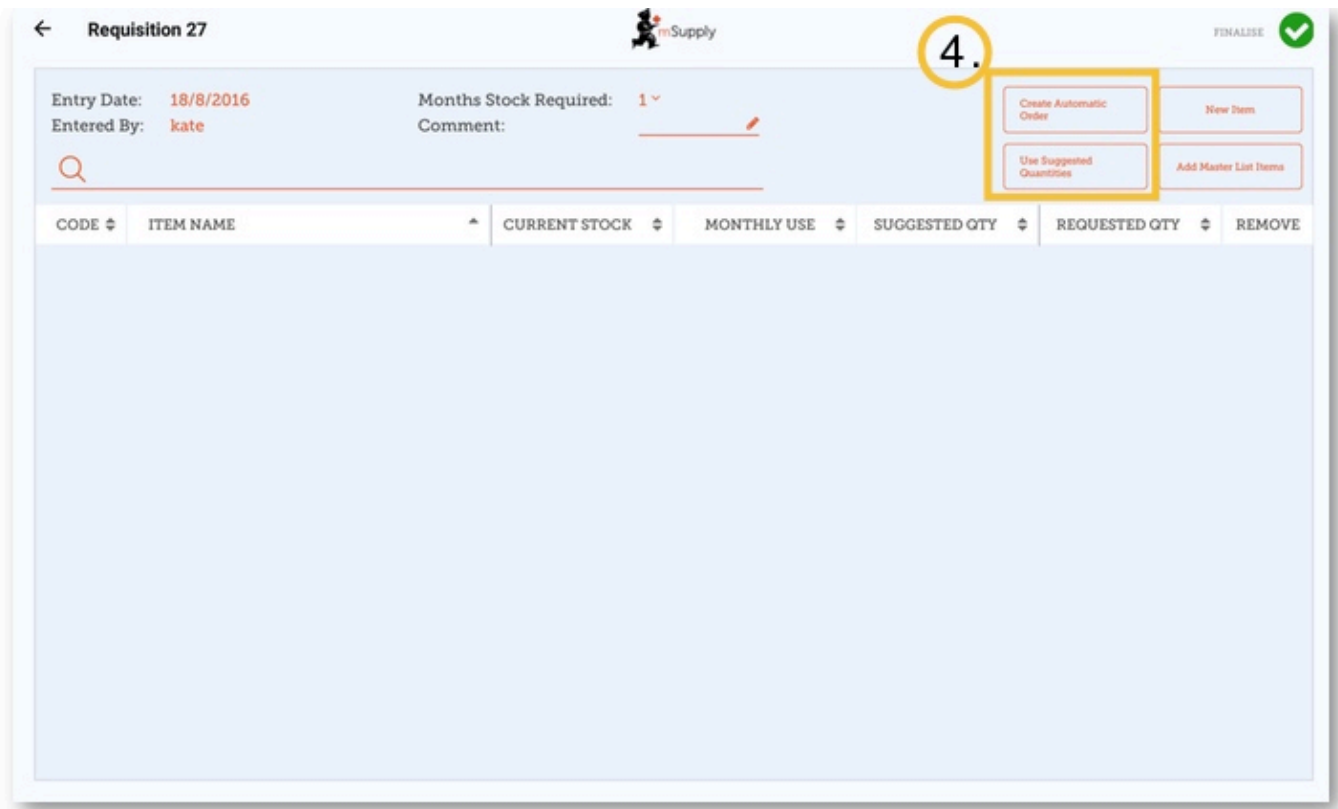 Requisition 27
mSupply
FINALISE
4.
Entry Date: 18/8/2016
Months Stock Required: 1
Create Automatic
Order
New Item
Entered By: kate
Comment:
Use Suggested
Quantities
Add Master List Items
CODE ITEM NAME CURRENT STOCK MONTHLY USE SUGGESTED QTY REQUESTED QTY REMOVE